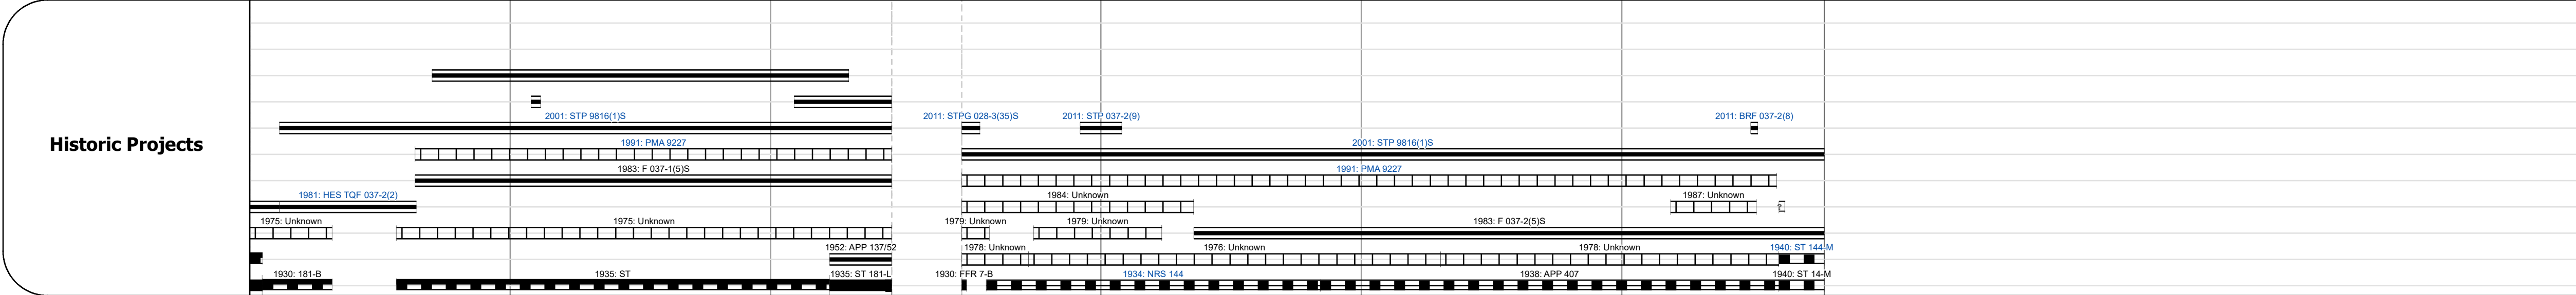 2001: STP 9816(1)S
2011: STPG 028-3(35)S
2011: STP 037-2(9)
2011: BRF 037-2(8)
1991: PMA 9227
2001: STP 9816(1)S
Historic Projects
1983: F 037-1(5)S
1991: PMA 9227
1981: HES TQF 037-2(2)
1984: Unknown
1987: Unknown
1975: Unknown
1975: Unknown
1979: Unknown
1979: Unknown
1983: F 037-2(5)S
1952: APP 137/52
1978: Unknown
1976: Unknown
1978: Unknown
1940: ST 144-M
1930: 181-B
1935: ST
1935: ST 181-L
1930: FFR 7-B
1934: NRS 144
1938: APP 407
1940: ST 14-M